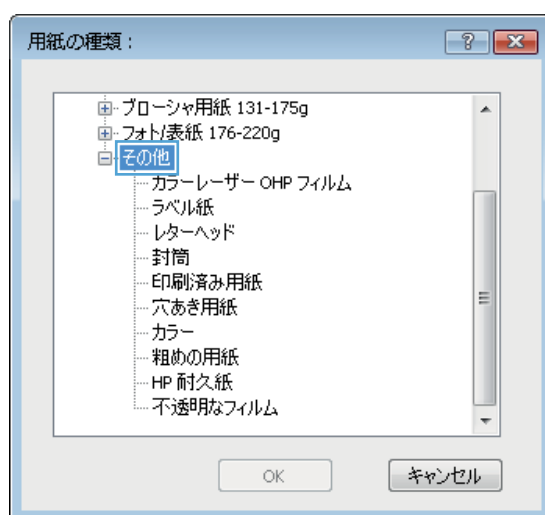 用紙の種類：
ブローシャ用紙 131-175g
フォト/表紙 176-220g
その他
カラーレーザー OHP フィルム
ラベル紙
レターヘッド
封筒
印刷済み用紙
穴あき用紙
カラー
粗めの用紙
HP 耐久紙
不透明なフィルム
OK キャンセル